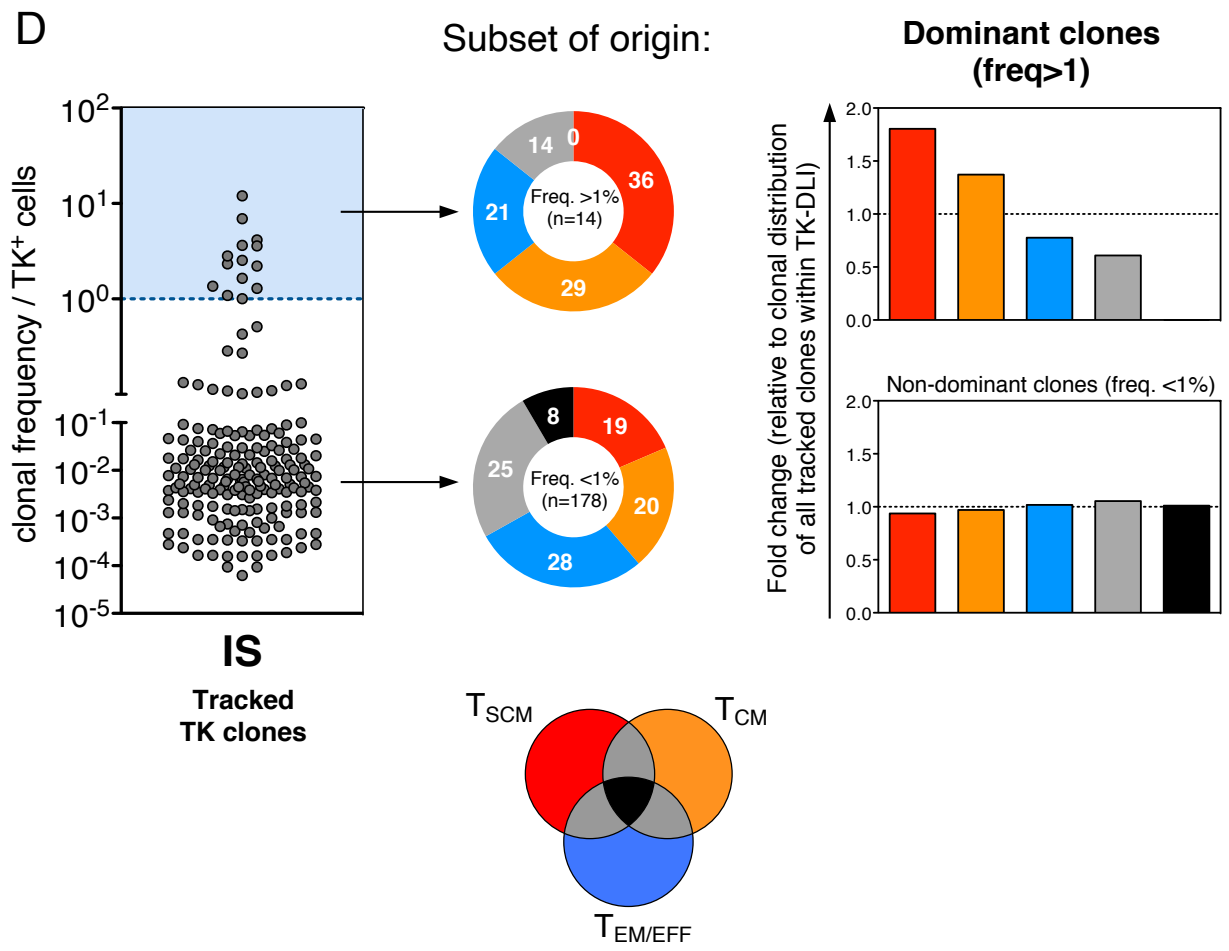 D
Subset of origin:
Dominant clones
(freq>1)
clonal frequency / TK⁺ cells
10²
10¹
10⁰
10⁻¹
10⁻²
10⁻³
10⁻⁴
10⁻⁵
IS
Tracked
TK clones
14
0
36
21
29
Freq. >1%
(n=14)
8
19
25
20
28
Freq. <1%
(n=178)
Fold change (relative to clonal distribution
of all tracked clones within TK-DLI)
2.0
1.5
1.0
0.5
0.0
Non-dominant clones (freq. <1%)
2.0
1.5
1.0
0.5
0.0
T_SCM
T_CM
T_EM/EFF